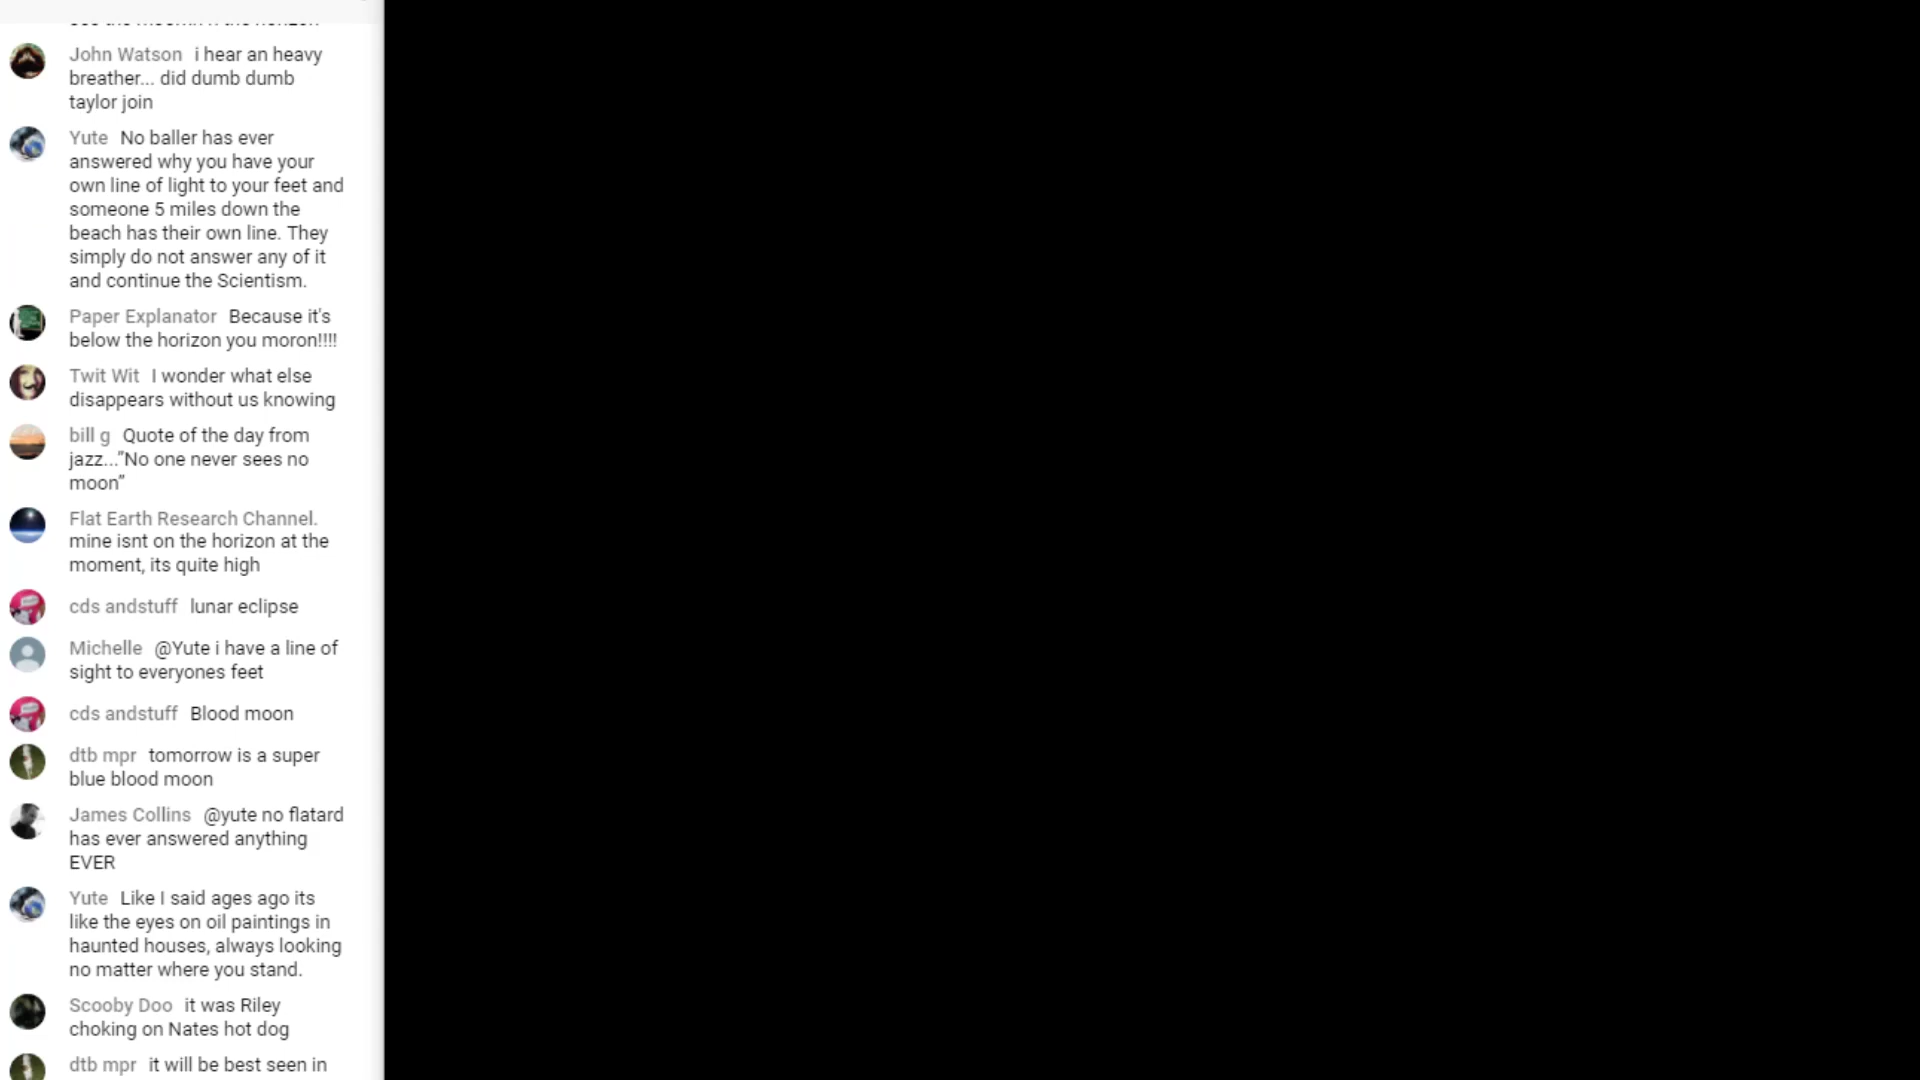 John Watson i hear an heavy
breather... did dumb dumb
taylor join
Yute No baller has ever
answered why you have your
own line of light to your feet and
someone 5 miles down the
beach has their own line. They
simply do not answer any of it
and continue the Scientism.
Paper Explanator Because it's
below the horizon you moron!!!!
Twit Wit I wonder what else
disappears without us knowing
bill g Quote of the day from
jazz..."No one never sees no
moon"
Flat Earth Research Channel.
mine isnt on the horizon at the
moment, its quite high
cds andstuff lunar eclipse
Michelle @Yute i have a line of
sight to everyones feet
cds andstuff Blood moon
dtb mpr tomorrow is a super
blue blood moon
James Collins @yute no flatard
has ever answered anything
EVER
Yute Like I said ages ago its
like the eyes on oil paintings in
haunted houses, always looking
no matter where you stand.
Scooby Doo it was Riley
choking on Nates hot dog
dtb mpr it will be best seen in